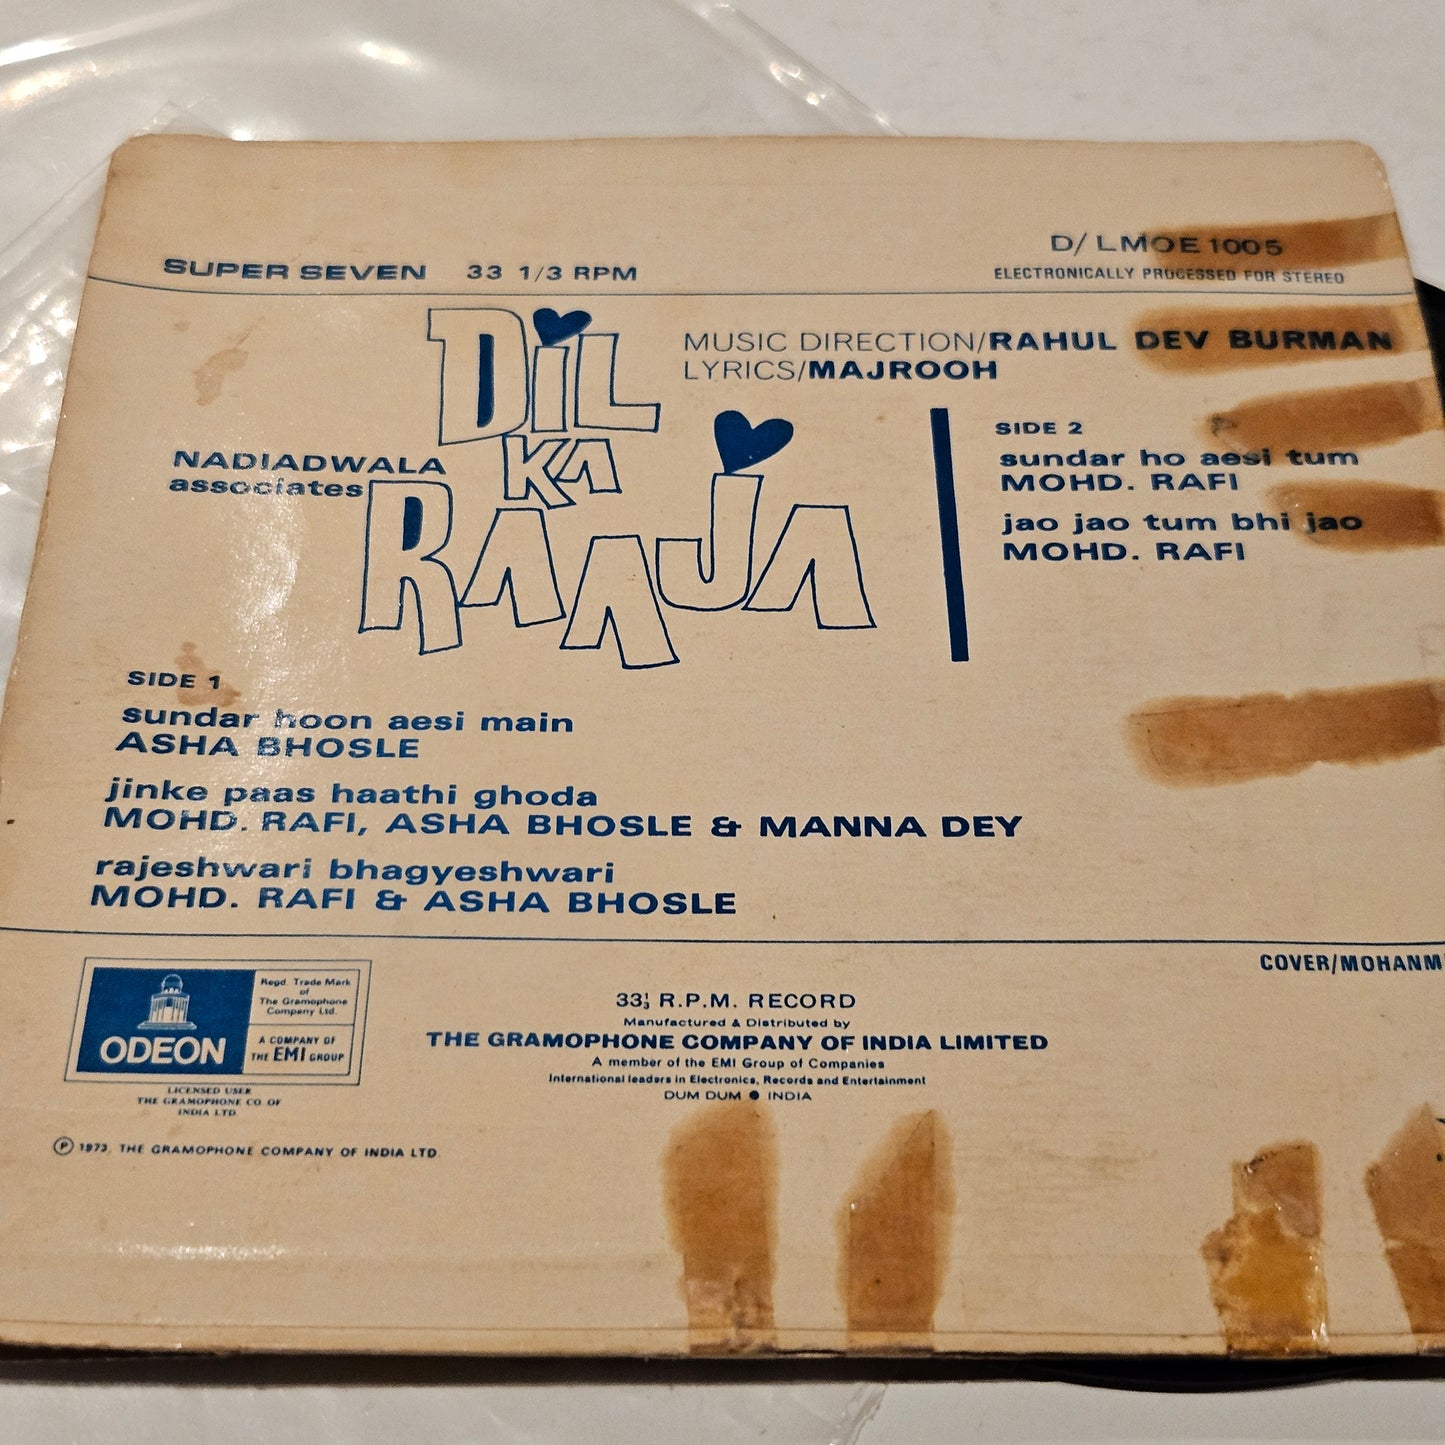 SUPER SEVEN 33 1/3 RPM
D/ LMOE 1005
ELECTRONICALLY PROCESSED FOR STEREO
DiL
KA
RAAJA
MUSIC DIRECTION/RAHUL DEV BURMAN
LYRICS/MAJROOH
NADIADWALA
associates
SIDE 2
sundar ho aesi tum
MOHD. RAFI
jao jao tum bhi jao
MOHD. RAFI
SIDE 1
sundar hoon aesi main
ASHA BHOSLE
jinke paas haathi ghoda
MOHD. RAFI, ASHA BHOSLE & MANNA DEY
rajeshwari bhagyeshwari
MOHD. RAFI & ASHA BHOSLE
COVER/MOHANM
ODEON
Regd. Trade Mark
of
The Gramophone
Company Ltd.
A COMPANY OF
THE EMI GROUP
LICENSED USER
THE GRAMOPHONE CO. OF
INDIA LTD
33⅓ R.P.M. RECORD
Manufactured & Distributed by
THE GRAMOPHONE COMPANY OF INDIA LIMITED
A member of the EMI Group of Companies
International leaders in Electronics, Records and Entertainment
DUM DUM ● INDIA
℗ 1973, THE GRAMOPHONE COMPANY OF INDIA LTD.